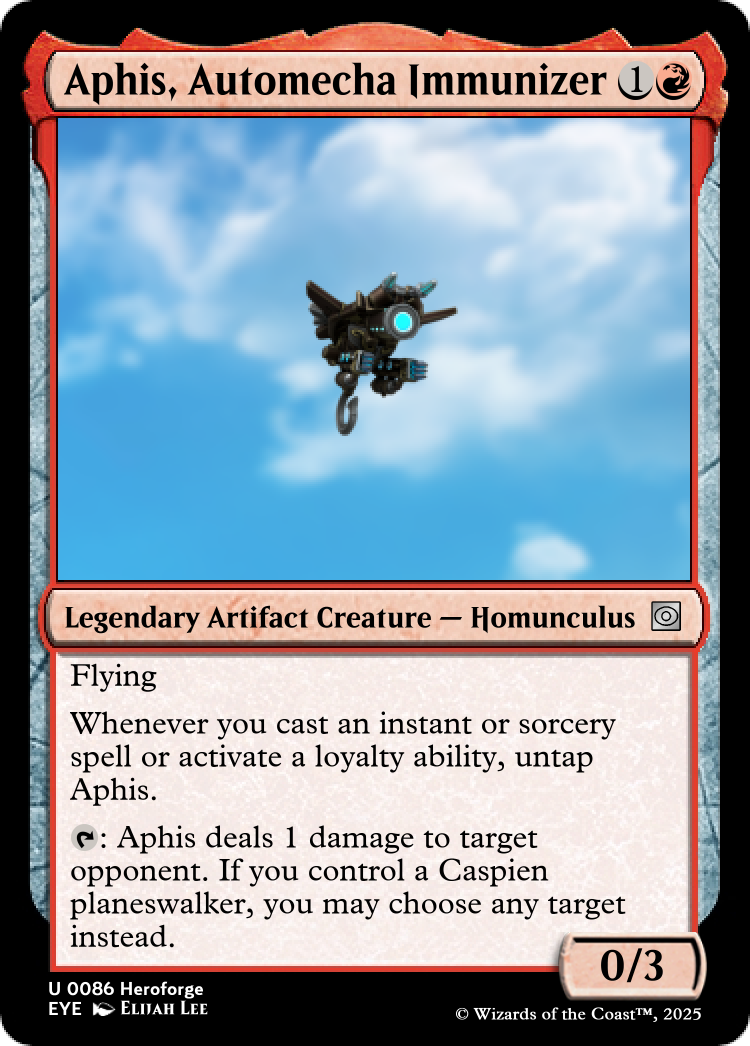 Aphis, Automecha Immunizer 1
Legendary Artifact Creature — Homunculus
Flying
Whenever you cast an instant or sorcery
spell or activate a loyalty ability, untap
Aphis.
: Aphis deals 1 damage to target
opponent. If you control a Caspien
planeswalker, you may choose any target
instead.
0/3
U 0086 Heroforge
EYE Elijah Lee
© Wizards of the Coast™, 2025